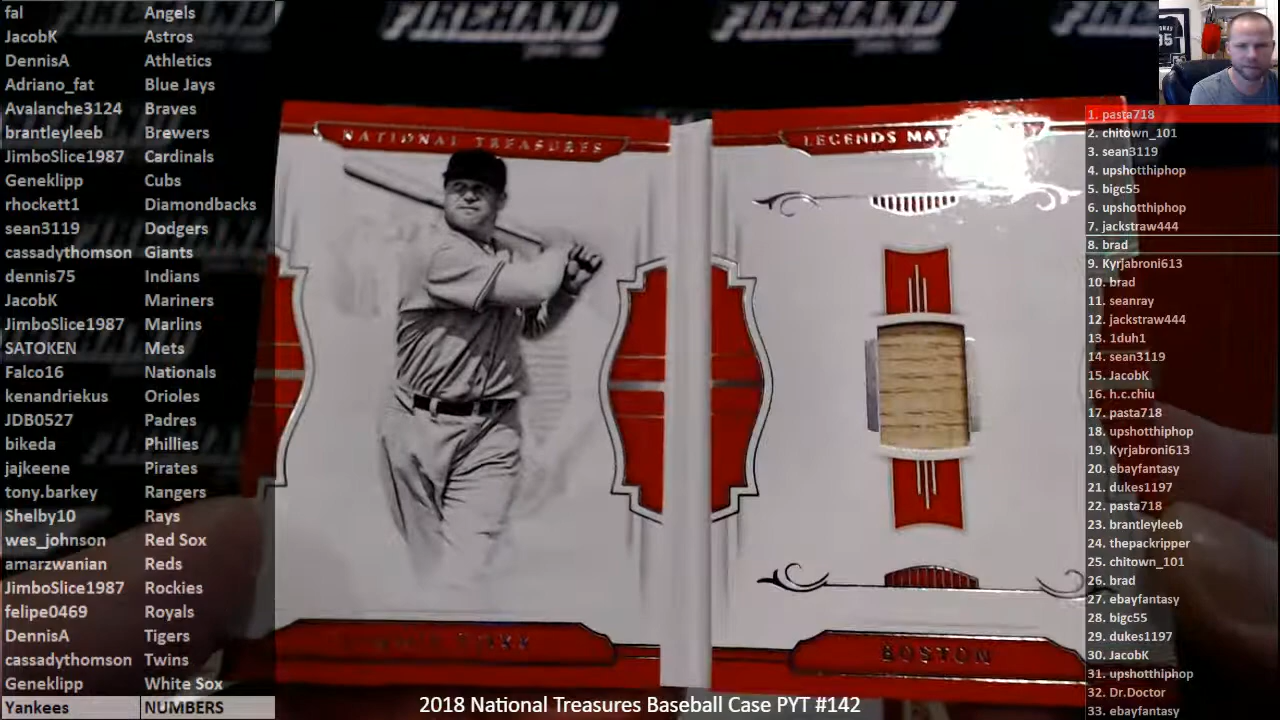 fal Angels
JacobK Astros
DennisA Athletics
Adriano_fat Blue Jays
Avalanche3124 Braves
brantleyleeb Brewers
JimboSlice1987 Cardinals
Geneklipp Cubs
rhockett1 Diamondbacks
sean3119 Dodgers
cassadythomson Giants
dennis75 Indians
JacobK Mariners
JimboSlice1987 Marlins
SATOKEN Mets
Falco16 Nationals
kenandriekus Orioles
JDB0527 Padres
bikeda Phillies
jajkeene Pirates
tony.barkey Rangers
Shelby10 Rays
wes_johnson Red Sox
amarzwanian Reds
JimboSlice1987 Rockies
felipe0469 Royals
DennisA Tigers
cassadythomson Twins
Geneklipp White Sox
Yankees NUMBERS
FIREHAND
FIREHAND
NATIONAL TREASURES
LEGENDS
BOSTON
2018 National Treasures Baseball Case PYT #142
1. pasta718
2. chitown_101
3. sean3119
4. upshotthiphop
5. bigc55
6. upshotthiphop
7. jackstraw444
8. brad
9. Kyrjabroni613
10. brad
11. seanray
12. jackstraw444
13. 1duh1
14. sean3119
15. JacobK
16. h.c.chiu
17. pasta718
18. upshotthiphop
19. Kyrjabroni613
20. ebayfantasy
21. dukes1197
22. pasta718
23. brantleyleeb
24. thepackripper
25. chitown_101
26. brad
27. ebayfantasy
28. bigc55
29. dukes1197
30. JacobK
31. upshotthiphop
32. Dr.Doctor
33. ebayfantasy